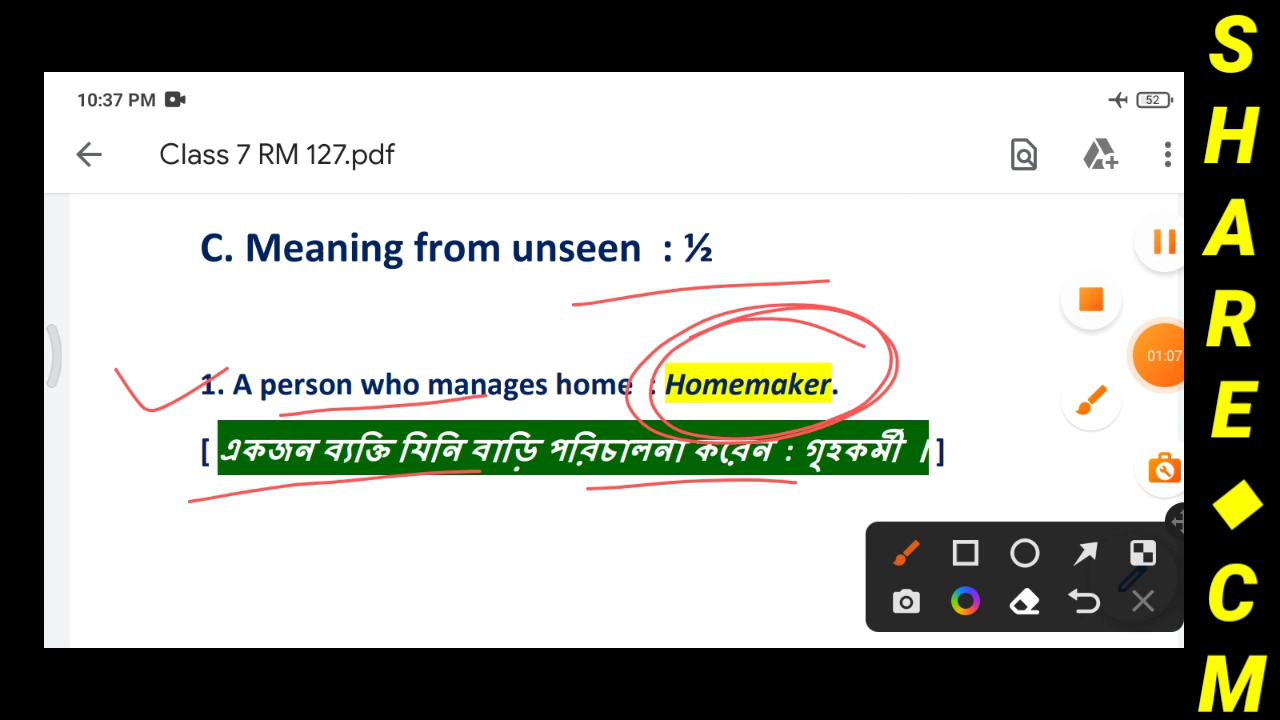 10:37 PM
52
Class 7 RM 127.pdf
C. Meaning from unseen : ½
01:07
1. A person who manages home : Homemaker.
[ একজন ব্যক্তি যিনি বাড়ি পরিচালনা করেন : গৃহকর্মী । ]
SHARE◆CM